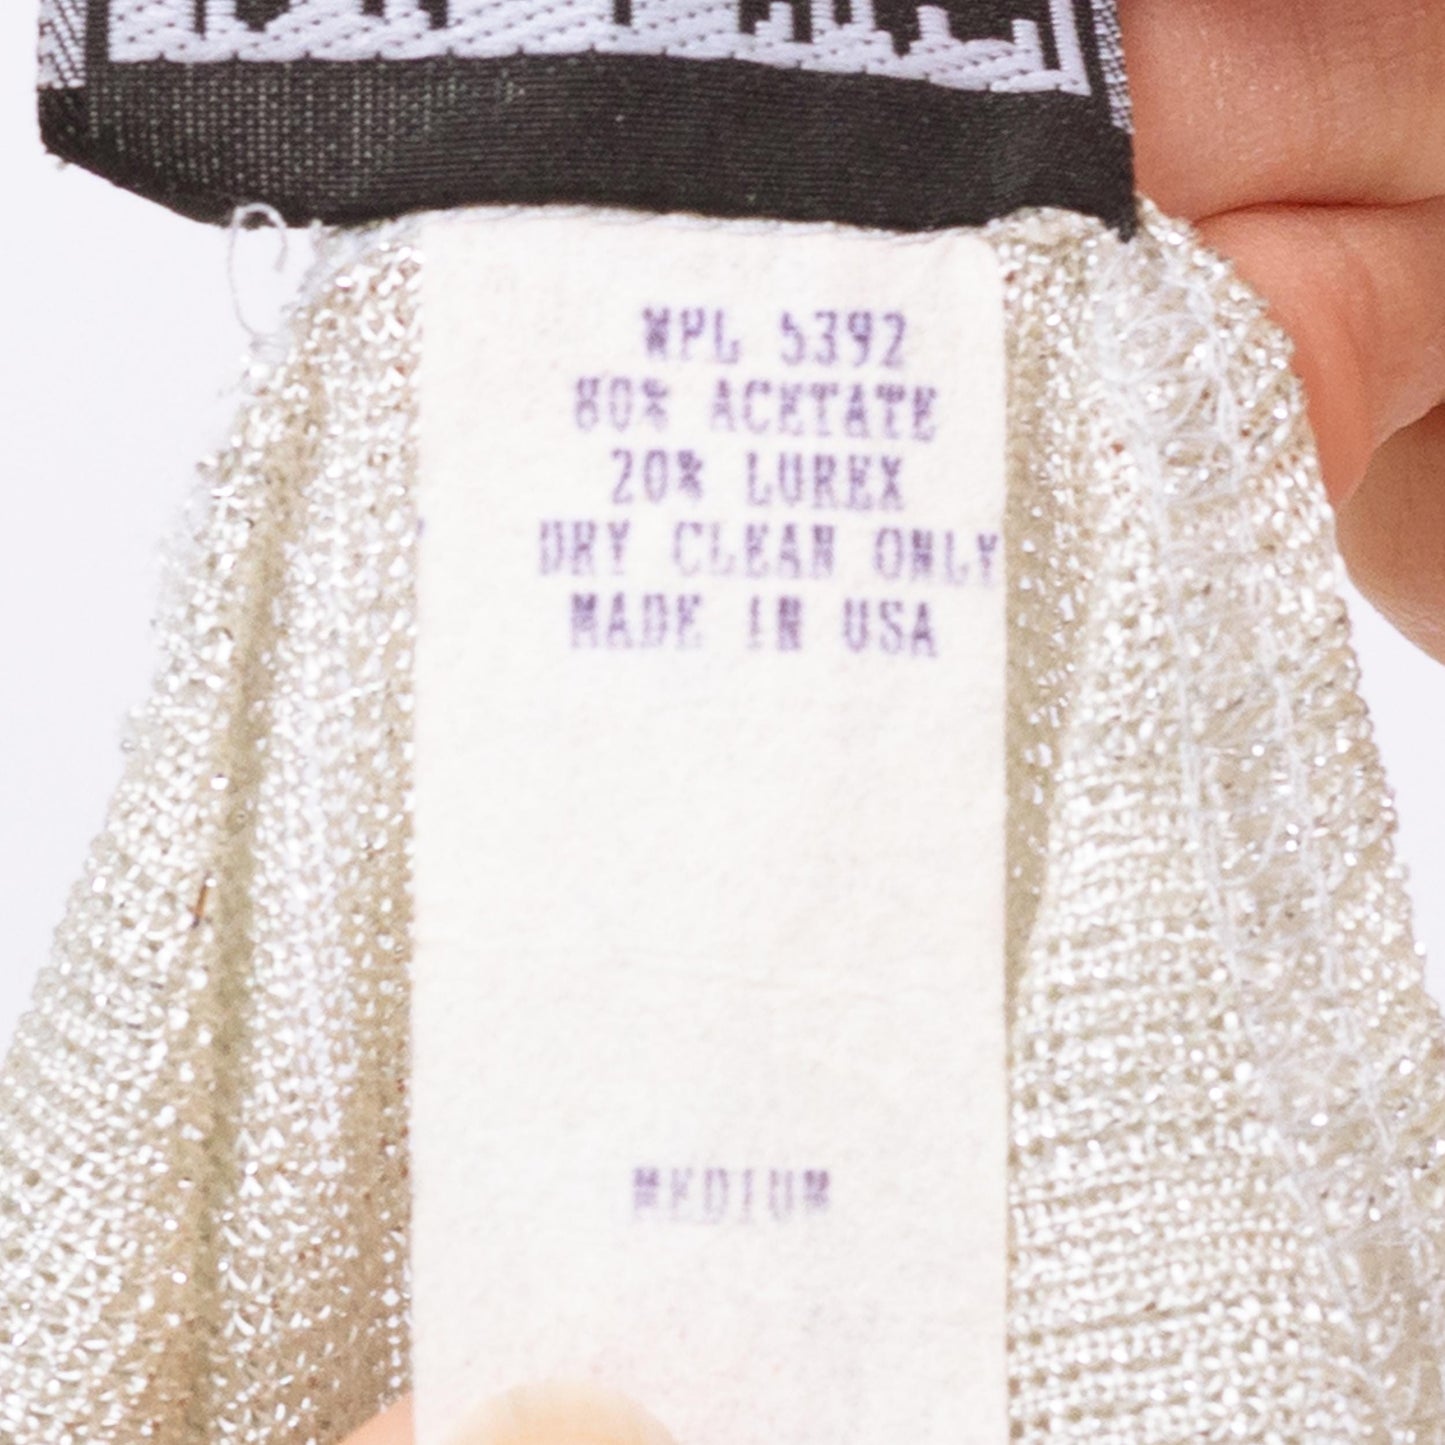 WPL 5392
80% ACETATE
20% LUREX
DRY CLEAN ONLY
MADE IN USA
MEDIUM